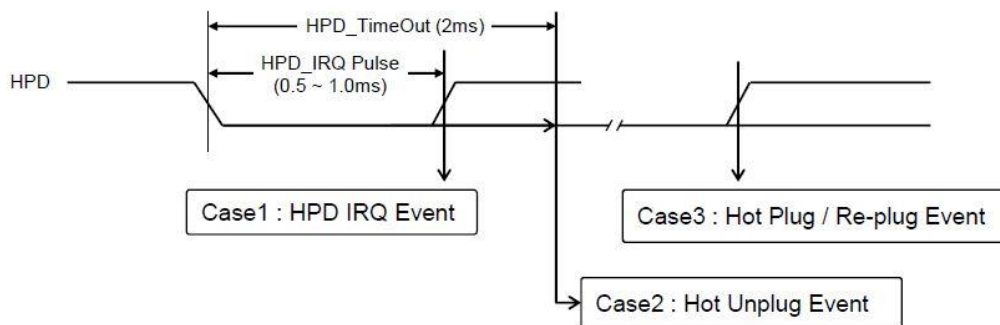 HPD_TimeOut (2ms)
HPD_IRQ Pulse
(0.5 ~ 1.0ms)
HPD
Case1 : HPD IRQ Event
Case3 : Hot Plug / Re-plug Event
Case2 : Hot Unplug Event